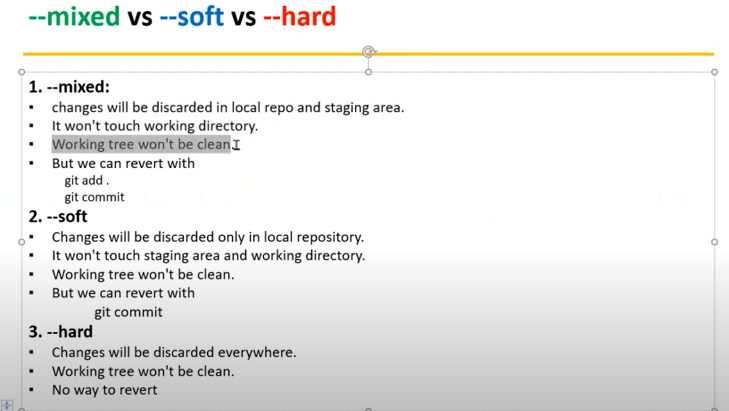 --mixed vs --soft vs --hard
1. --mixed:
▪ changes will be discarded in local repo and staging area.
▪ It won't touch working directory.
▪ Working tree won't be clean.
▪ But we can revert with
git add .
git commit
2. --soft
▪ Changes will be discarded only in local repository.
▪ It won't touch staging area and working directory.
▪ Working tree won't be clean.
▪ But we can revert with
git commit
3. --hard
▪ Changes will be discarded everywhere.
▪ Working tree won't be clean.
▪ No way to revert